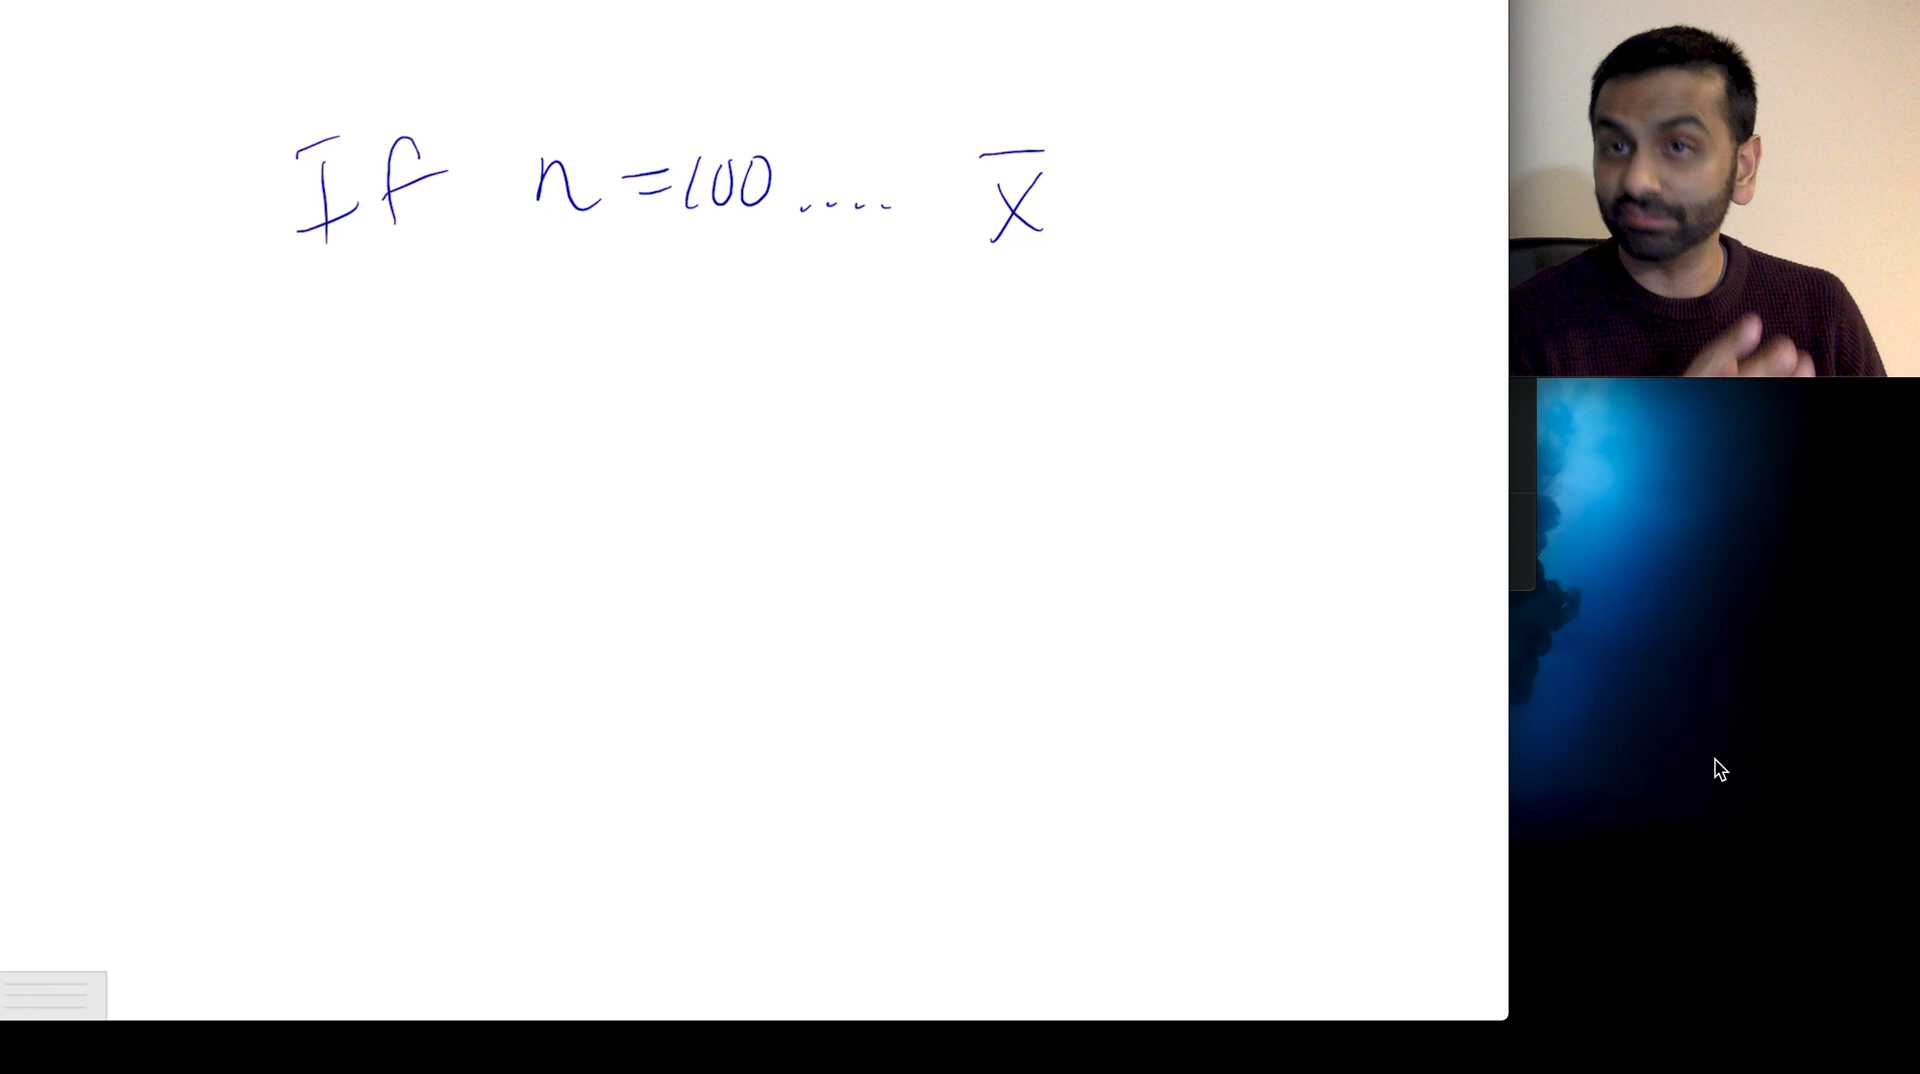 If n = 100 .... x̄